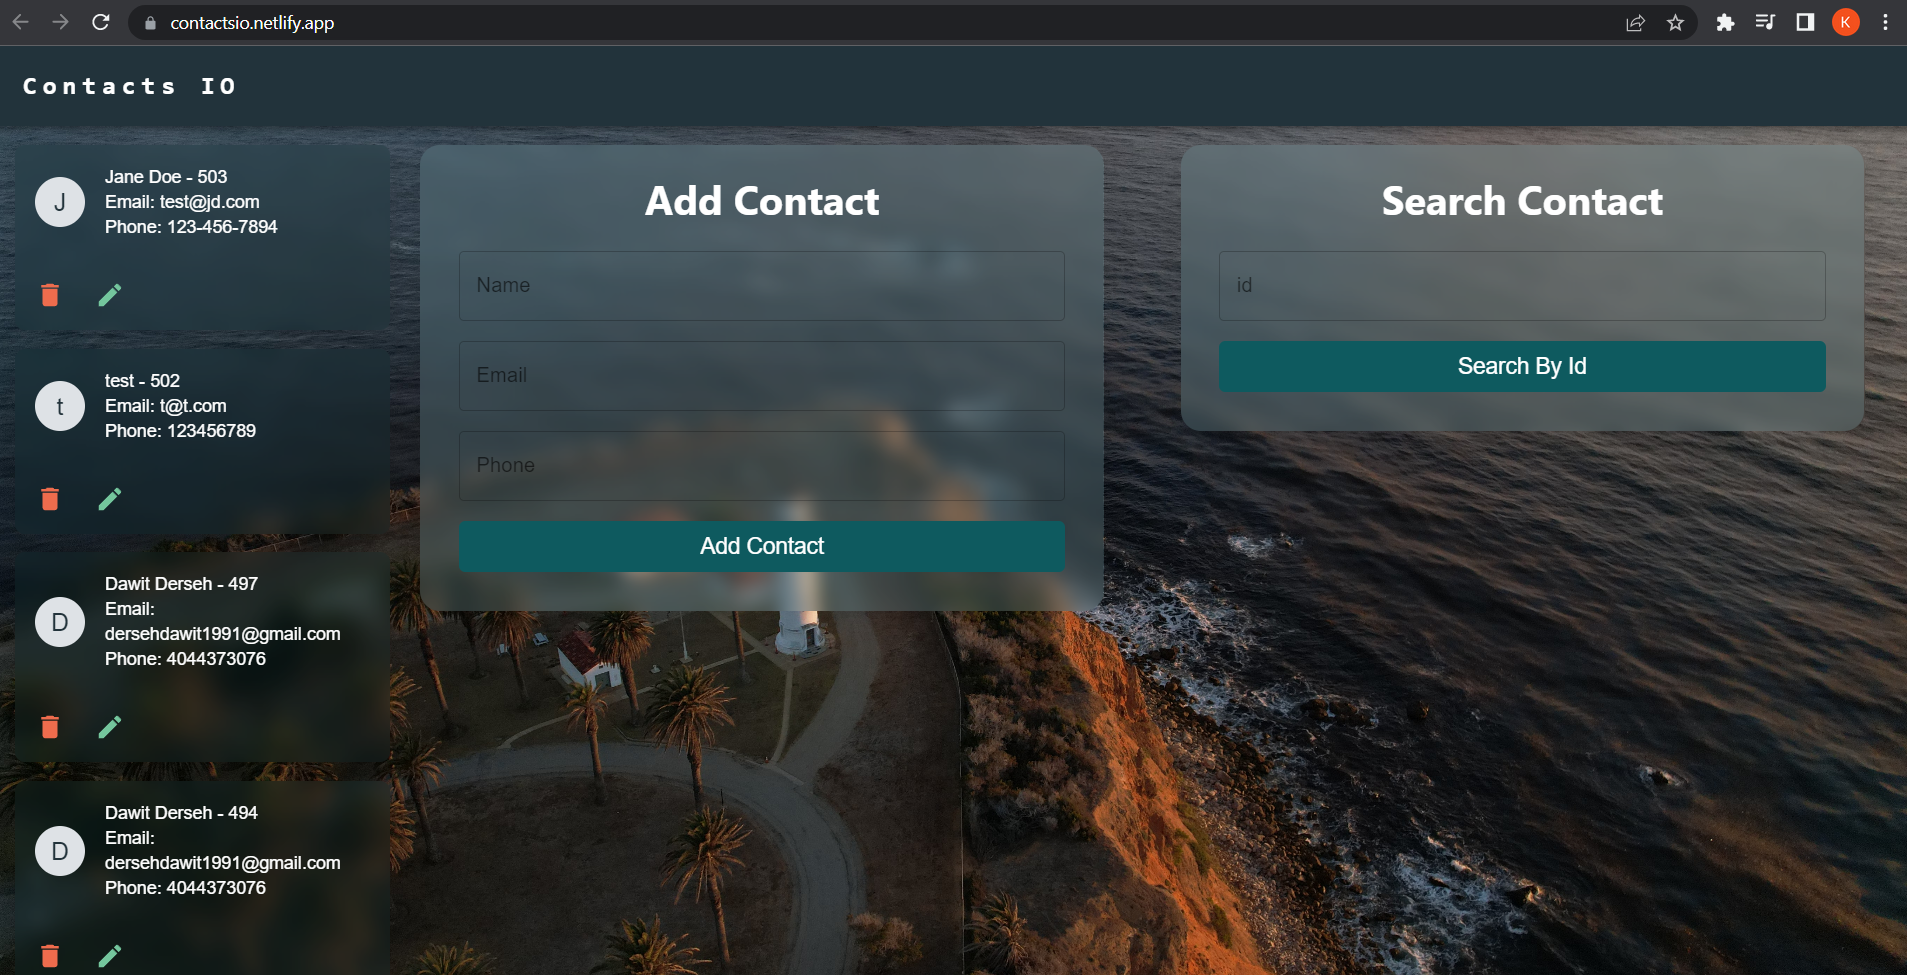 contactsio.netlify.app
K
Contacts IO
J
Jane Doe - 503
Email: test@jd.com
Phone: 123-456-7894
t
test - 502
Email: t@t.com
Phone: 123456789
D
Dawit Derseh - 497
Email:
dersehdawit1991@gmail.com
Phone: 4044373076
D
Dawit Derseh - 494
Email:
dersehdawit1991@gmail.com
Phone: 4044373076
Add Contact
Name
Email
Phone
Add Contact
Search Contact
id
Search By Id